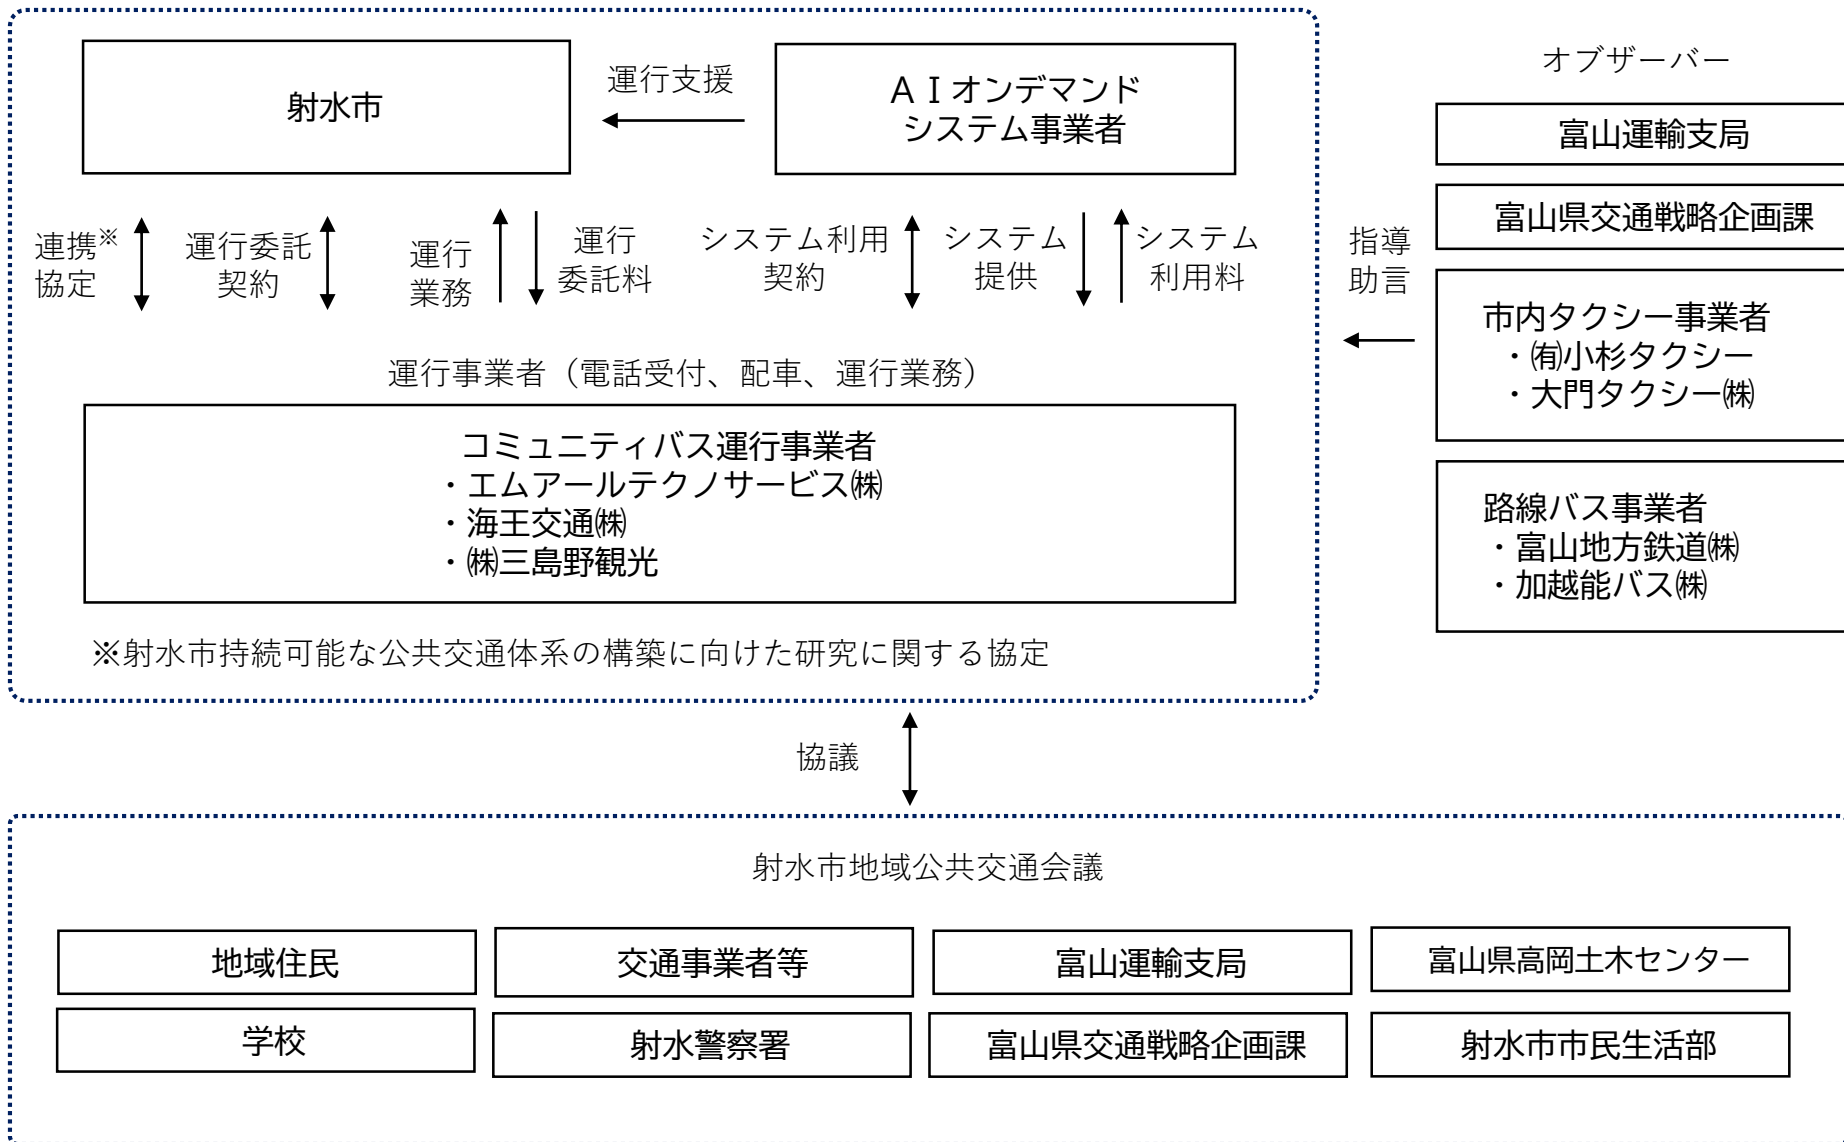 射水市
運行支援
ＡＩオンデマンド
システム事業者
オブザーバー
富山運輸支局
富山県交通戦略企画課
市内タクシー事業者
・㈲小杉タクシー
・大門タクシー㈱
路線バス事業者
・富山地方鉄道㈱
・加越能バス㈱
指導
助言
連携※
協定
運行委託
契約
運行
業務
運行
委託料
システム利用
契約
システム
提供
システム
利用料
運行事業者（電話受付、配車、運行業務）
コミュニティバス運行事業者
・エムアールテクノサービス㈱
・海王交通㈱
・㈱三島野観光
※射水市持続可能な公共交通体系の構築に向けた研究に関する協定
協議
射水市地域公共交通会議
地域住民
交通事業者等
富山運輸支局
富山県高岡土木センター
学校
射水警察署
富山県交通戦略企画課
射水市市民生活部